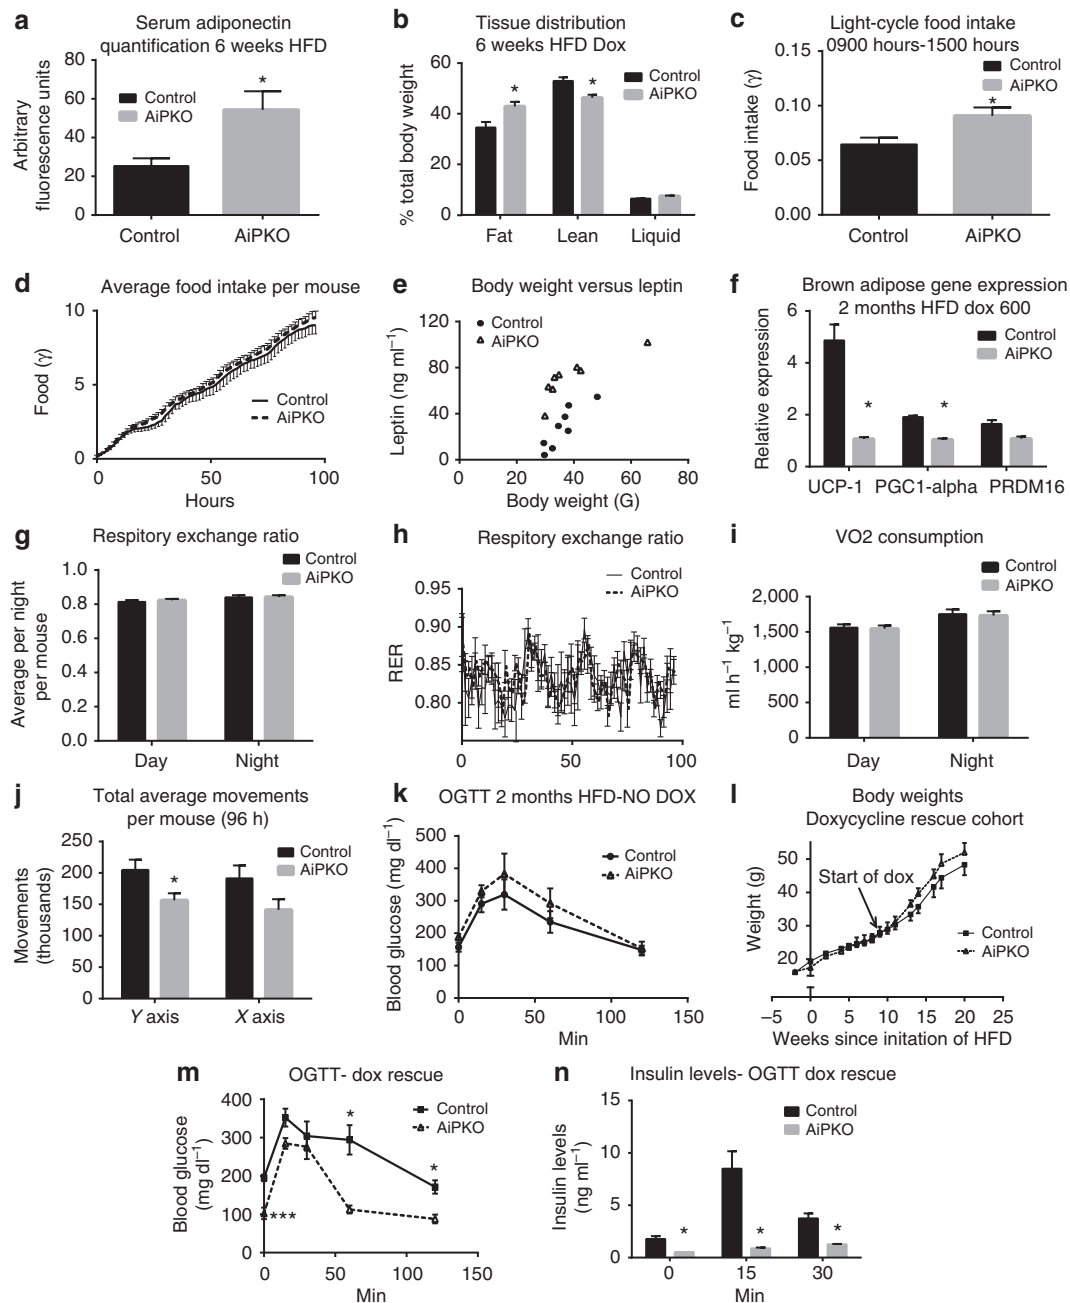 a
Serum adiponectin
quantification 6 weeks HFD
Arbitrary
fluorescence units
80
60
40
20
0
Control
AiPKO
*
Control
AiPKO
b
Tissue distribution
6 weeks HFD Dox
% total body weight
60
40
20
0
Control
AiPKO
*
*
Fat
Lean
Liquid
c
Light-cycle food intake
0900 hours-1500 hours
Food intake (γ)
0.15
0.10
0.05
0.00
Control
AiPKO
*
Control
AiPKO
d
Average food intake per mouse
Food (γ)
10
5
0
Control
AiPKO
0
50
100
Hours
e
Body weight versus leptin
Leptin (ng ml⁻¹)
120
80
40
0
Control
AiPKO
0
20
40
60
80
Body weight (G)
f
Brown adipose gene expression
2 months HFD dox 600
Relative expression
6
4
2
0
Control
AiPKO
*
*
UCP-1
PGC1-alpha
PRDM16
g
Respitory exchange ratio
Average per night
per mouse
1.0
0.8
0.6
0.4
0.2
0.0
Control
AiPKO
Day
Night
h
Respitory exchange ratio
RER
0.95
0.90
0.85
0.80
Control
AiPKO
0
50
100
i
VO2 consumption
ml h⁻¹ kg⁻¹
2,000
1,500
1,000
500
0
Control
AiPKO
Day
Night
j
Total average movements
per mouse (96 h)
Movements
(thousands)
250
200
150
100
50
0
Control
AiPKO
*
Y axis
X axis
k
OGTT 2 months HFD-NO DOX
Blood glucose (mg dl⁻¹)
500
400
300
200
100
0
Control
AiPKO
0
50
100
150
Min
l
Body weights
Doxycycline rescue cohort
Weight (g)
50
40
30
20
Start of dox
Control
AiPKO
–5
0
5
10
15
20
25
Weeks since initation of HFD
m
OGTT- dox rescue
Blood glucose
(mg dl⁻¹)
400
300
200
100
0
Control
AiPKO
*
*
***
0
50
100
150
Min
n
Insulin levels- OGTT dox rescue
Insulin levels
(ng ml⁻¹)
15
10
5
0
Control
AiPKO
*
*
*
0
15
30
Min